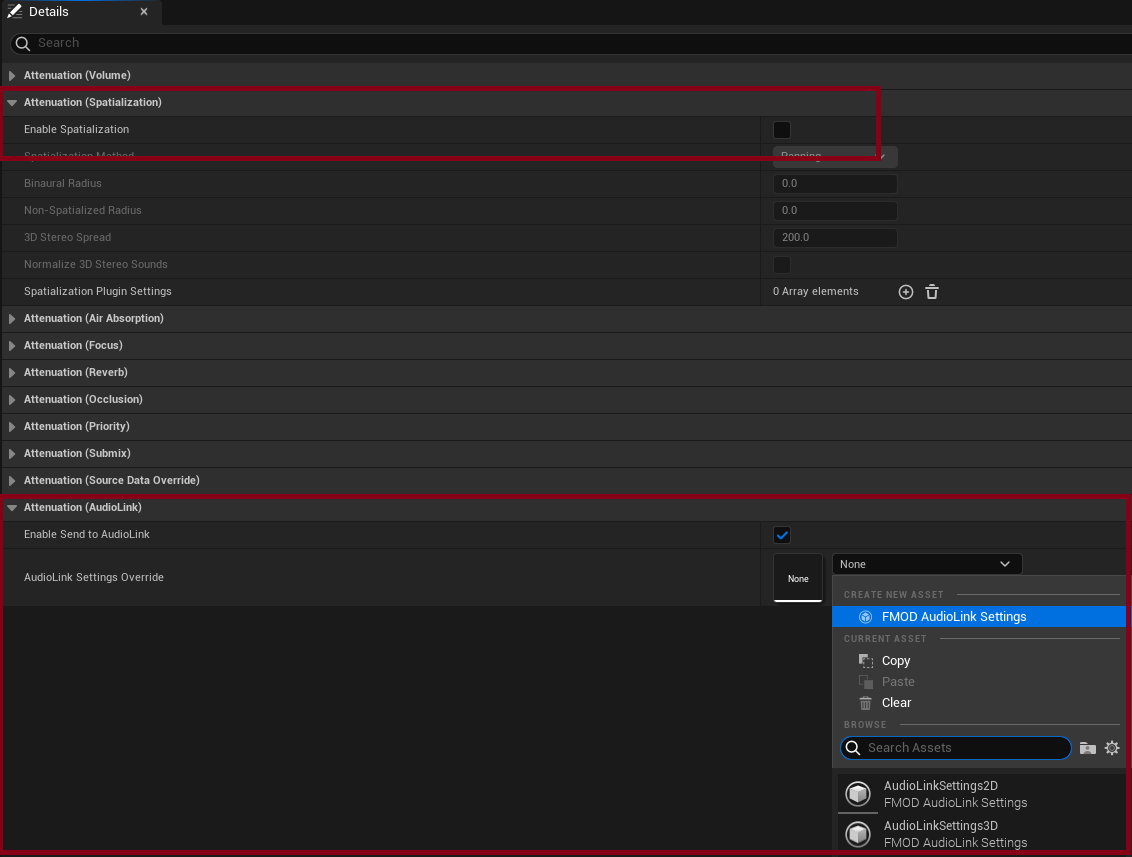 Details
Search
Attenuation (Volume)
Attenuation (Spatialization)
Enable Spatialization
Spatialization Method
Panning
Binaural Radius
0.0
Non-Spatialized Radius
0.0
3D Stereo Spread
200.0
Normalize 3D Stereo Sounds
Spatialization Plugin Settings
0 Array elements
Attenuation (Air Absorption)
Attenuation (Focus)
Attenuation (Reverb)
Attenuation (Occlusion)
Attenuation (Priority)
Attenuation (Submix)
Attenuation (Source Data Override)
Attenuation (AudioLink)
Enable Send to AudioLink
AudioLink Settings Override
None
None
CREATE NEW ASSET
FMOD AudioLink Settings
CURRENT ASSET
Copy
Paste
Clear
BROWSE
Search Assets
AudioLinkSettings2D
FMOD AudioLink Settings
AudioLinkSettings3D
FMOD AudioLink Settings